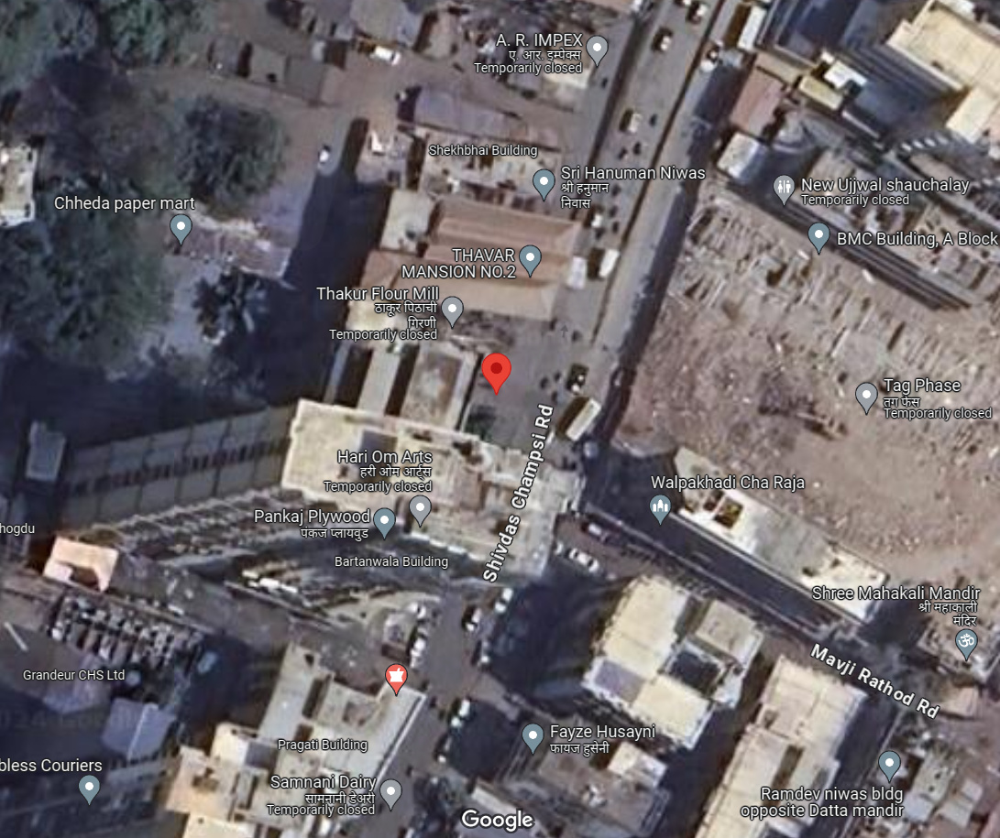 A. R. IMPEX
ए. आर. इम्पेक्स
Temporarily closed
Shekhbhai Building
Sri Hanuman Niwas
श्री हनुमान
निवास
New Ujjwal shauchalay
Temporarily closed
Chheda paper mart
BMC Building, A Block
THAVAR
MANSION NO.2
Thakur Flour Mill
ठाकूर पिठाची
गिरणी
Temporarily closed
Tag Phase
तग फेस
Temporarily closed
Shivdas Champsi Rd
Hari Om Arts
हरी ओम आर्ट्स
Temporarily closed
Walpakhadi Cha Raja
Pankaj Plywood
पंकज प्लायवुड
hogdu
Bartanwala Building
Shree Mahakali Mandir
श्री महाकाली
मंदिर
Mavji Rathod Rd
Grandeur CHS Ltd
Fayze Husayni
फायज हुसेनी
Pragati Building
bless Couriers
Samnani Dairy
सामनानी डेअरी
Temporarily closed
Ramdev niwas bldg
opposite Datta mandir
Google